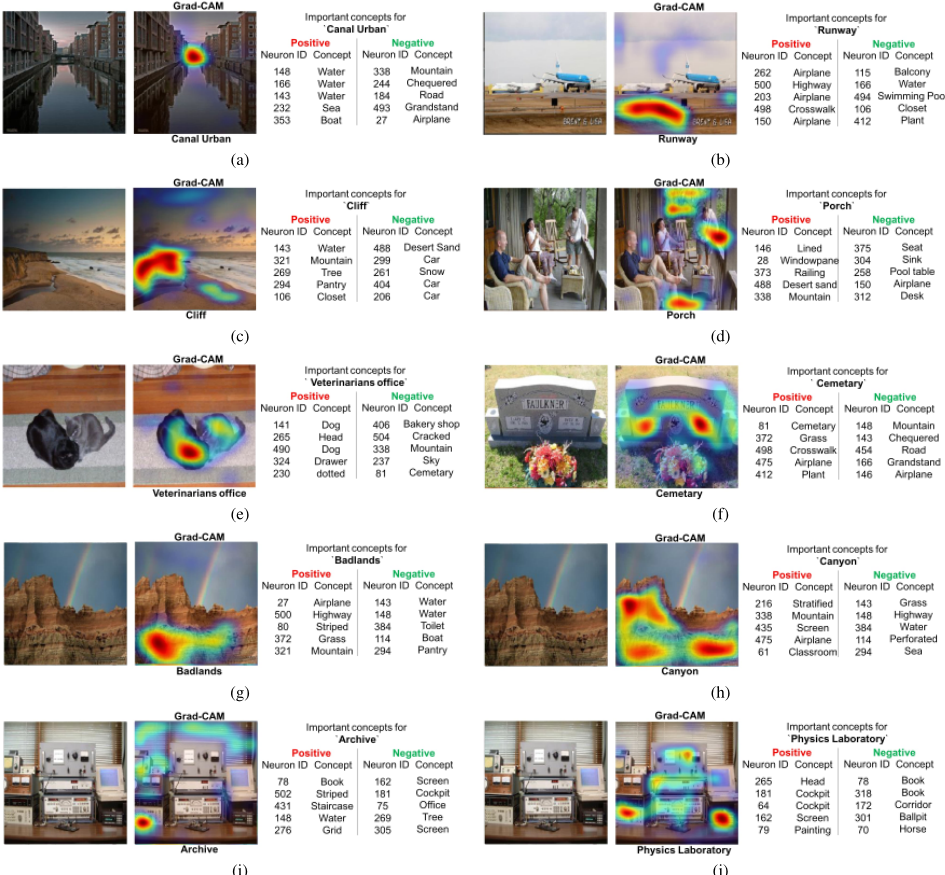 Grad-CAM
Important concepts for
`Canal Urban`
Positive Negative
Neuron ID Concept Neuron ID Concept
148 Water 338 Mountain
166 Water 244 Chequered
143 Water 184 Road
232 Sea 493 Grandstand
353 Boat 27 Airplane
Canal Urban
(a)
Grad-CAM
Important concepts for
`Runway`
Positive Negative
Neuron ID Concept Neuron ID Concept
262 Airplane 115 Balcony
500 Highway 166 Water
203 Airplane 494 Swimming Poo
498 Crosswalk 106 Closet
150 Airplane 412 Plant
Runway
(b)
Grad-CAM
Important concepts for
`Cliff`
Positive Negative
Neuron ID Concept Neuron ID Concept
143 Water 488 Desert Sand
321 Mountain 299 Car
269 Tree 261 Snow
294 Pantry 404 Car
106 Closet 206 Car
Cliff
(c)
Grad-CAM
Important concepts for
`Porch`
Positive Negative
Neuron ID Concept Neuron ID Concept
146 Lined 375 Seat
28 Windowpane 304 Sink
373 Railing 258 Pool table
488 Desert sand 150 Airplane
338 Mountain 312 Desk
Porch
(d)
Grad-CAM
Important concepts for
` Veterinarians office`
Positive Negative
Neuron ID Concept Neuron ID Concept
141 Dog 406 Bakery shop
265 Head 504 Cracked
490 Dog 338 Mountain
324 Drawer 237 Sky
230 dotted 81 Cemetary
Veterinarians office
(e)
Grad-CAM
FAULKNER
Important concepts for
` Cemetary`
Positive Negative
Neuron ID Concept Neuron ID Concept
81 Cemetary 148 Mountain
372 Grass 143 Chequered
498 Crosswalk 454 Road
475 Airplane 166 Grandstand
412 Plant 146 Airplane
Cemetary
(f)
Grad-CAM
Important concepts for
`Badlands`
Positive Negative
Neuron ID Concept Neuron ID Concept
27 Airplane 143 Water
500 Highway 148 Water
80 Striped 384 Toilet
372 Grass 114 Boat
321 Mountain 294 Pantry
Badlands
(g)
Grad-CAM
Important concepts for
`Canyon`
Positive Negative
Neuron ID Concept Neuron ID Concept
216 Stratified 143 Grass
338 Mountain 148 Highway
435 Screen 384 Water
475 Airplane 114 Perforated
61 Classroom 294 Sea
Canyon
(h)
Grad-CAM
Important concepts for
`Archive`
Positive Negative
Neuron ID Concept Neuron ID Concept
78 Book 162 Screen
502 Striped 181 Cockpit
431 Staircase 75 Office
148 Water 269 Tree
276 Grid 305 Screen
Archive
Grad-CAM
Important concepts for
`Physics Laboratory`
Positive Negative
Neuron ID Concept Neuron ID Concept
265 Head 78 Book
181 Cockpit 318 Book
64 Cockpit 172 Corridor
162 Screen 301 Ballpit
79 Painting 70 Horse
Physics Laboratory